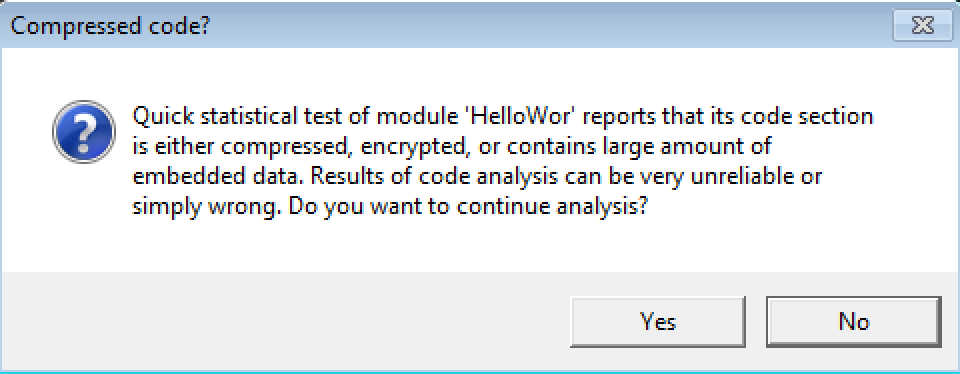 Compressed code?
Quick statistical test of module 'HelloWor' reports that its code section
is either compressed, encrypted, or contains large amount of
embedded data. Results of code analysis can be very unreliable or
simply wrong. Do you want to continue analysis?
Yes
No